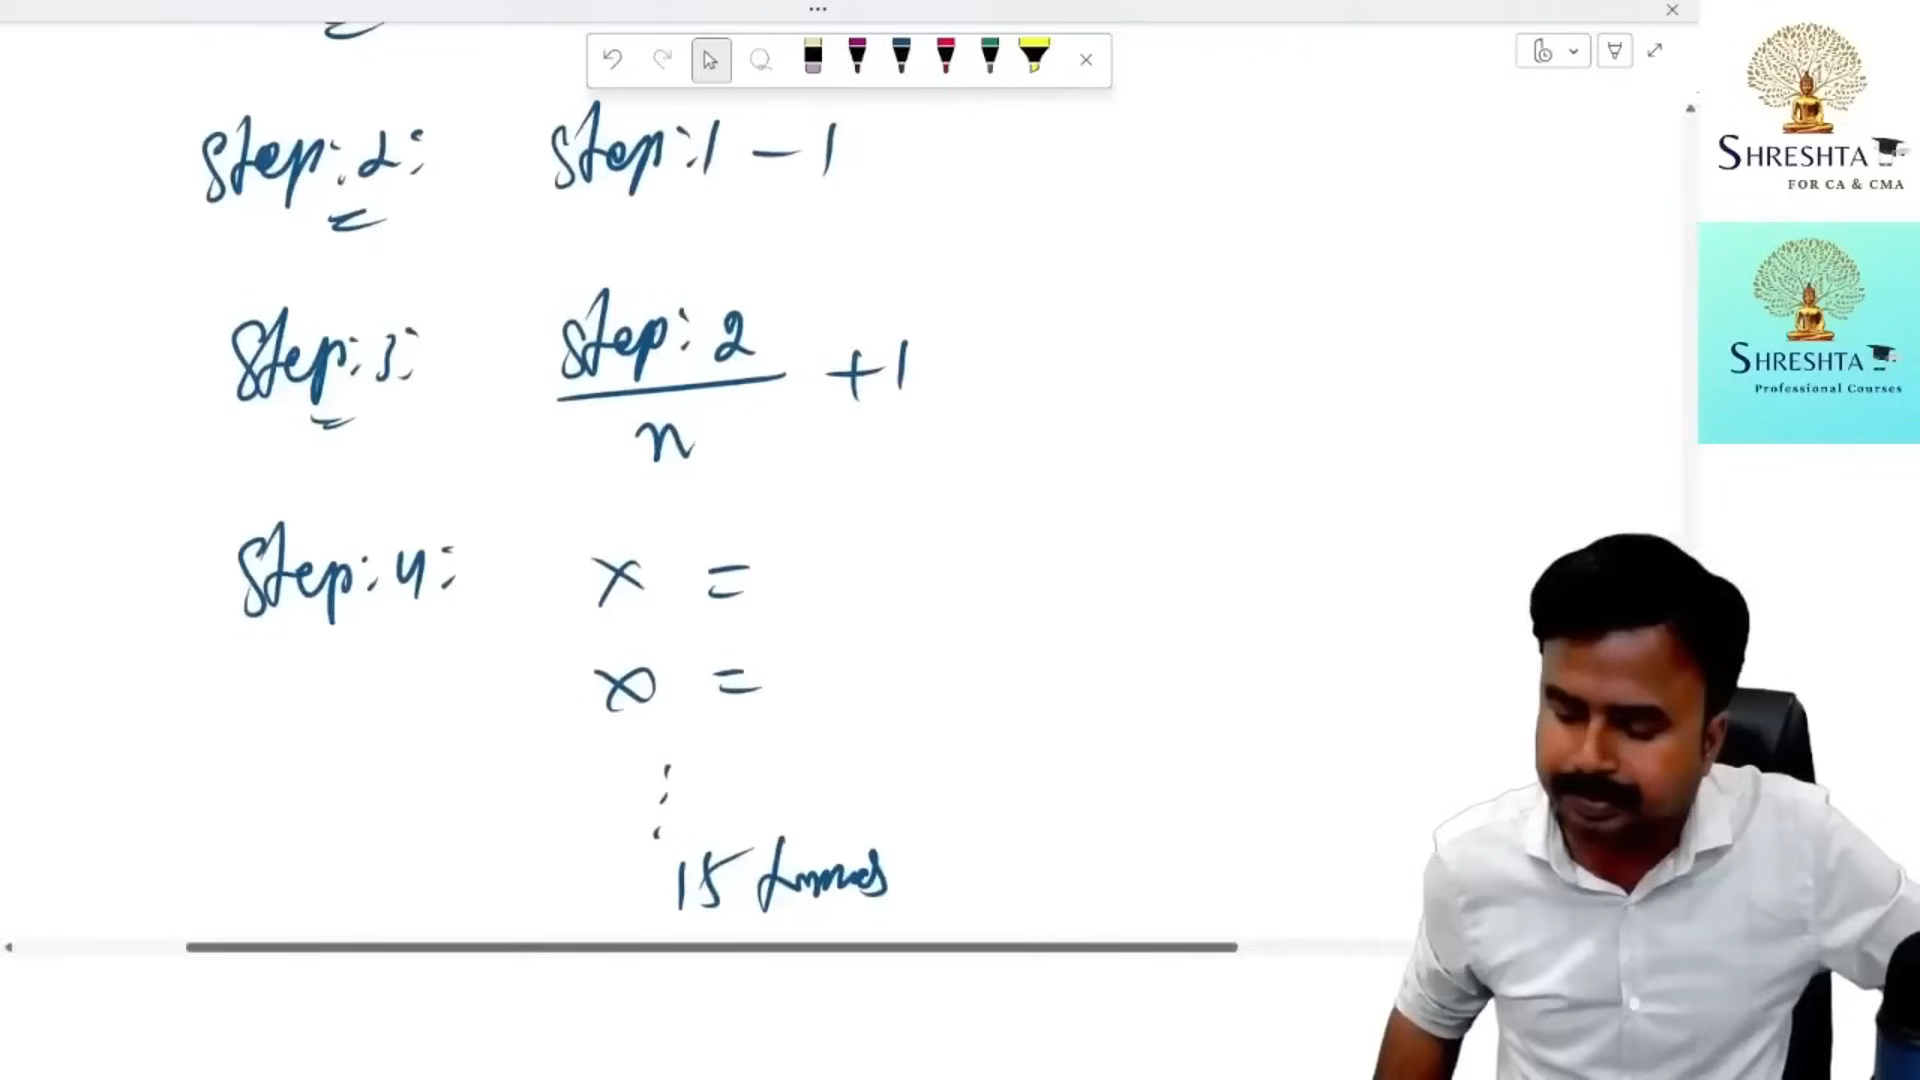 Step:2: Step:1 - 1
Step:3: Step:2 / n + 1
Step:4: x =
x =
15 times
SHRESHTA
FOR CA & CMA
SHRESHTA
Professional Courses